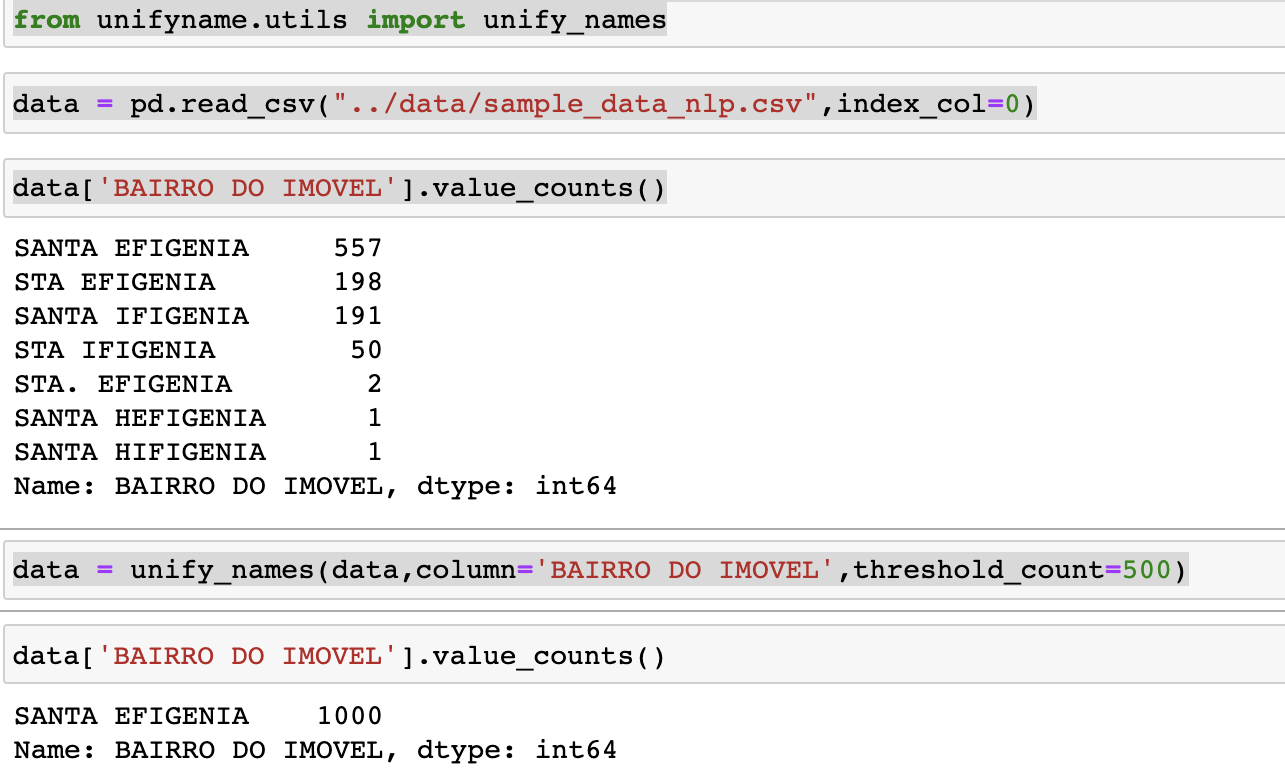 from unifyname.utils import unify_names
data = pd.read_csv("../data/sample_data_nlp.csv",index_col=0)
data['BAIRRO DO IMOVEL'].value_counts()
SANTA EFIGENIA     557
STA EFIGENIA       198
SANTA IFIGENIA     191
STA IFIGENIA        50
STA. EFIGENIA        2
SANTA HEFIGENIA      1
SANTA HIFIGENIA      1
Name: BAIRRO DO IMOVEL, dtype: int64
data = unify_names(data,column='BAIRRO DO IMOVEL',threshold_count=500)
data['BAIRRO DO IMOVEL'].value_counts()
SANTA EFIGENIA    1000
Name: BAIRRO DO IMOVEL, dtype: int64